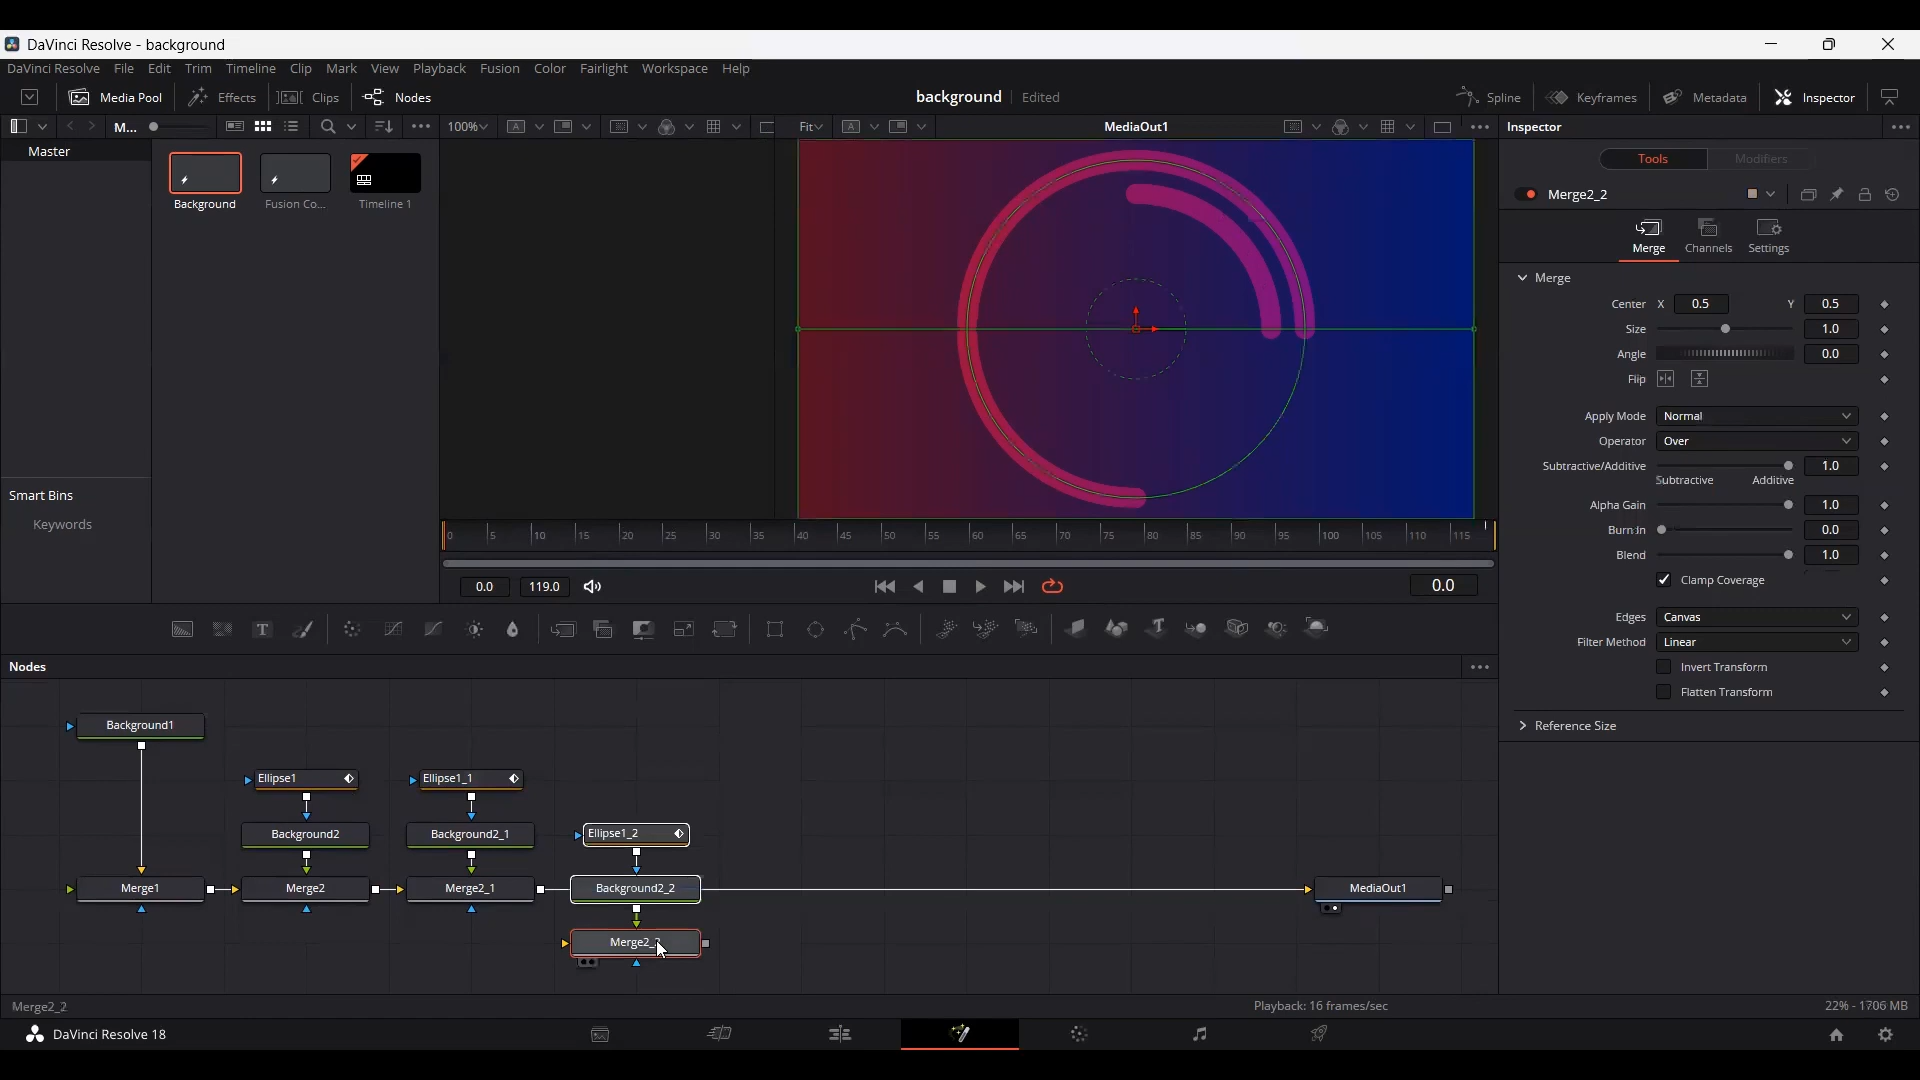 DaVinci Resolve - background
DaVinci Resolve File Edit Trim Timeline Clip Mark View Playback Fusion Color Fairlight Workspace Help
Media Pool Effects Clips Nodes background Edited Spline Keyframes Metadata Inspector
M... 100% Fit MediaOut1 Inspector
Master
Tools Modifiers
Background Fusion Co... Timeline 1
Merge2_2
Merge Channels Settings
Merge
Center X 0.5 Y 0.5
Size 1.0
Angle 0.0
Flip
Apply Mode Normal
Operator Over
Subtractive/Additive 1.0
Subtractive Additive
Alpha Gain 1.0
Burn In 0.0
Blend 1.0
Clamp Coverage
Edges Canvas
Filter Method Linear
Invert Transform
Flatten Transform
Reference Size
Smart Bins
Keywords
0 5 10 15 20 25 30 35 40 45 50 55 60 65 70 75 80 85 90 95 100 105 110 115
0.0 119.0 0.0
T
Nodes
Background1
Ellipse1 Ellipse1_1
Background2 Background2_1 Ellipse1_2
Merge1 Merge2 Merge2_1 Background2_2 MediaOut1
Merge2_2
Merge2_2 Playback: 16 frames/sec 22% - 1706 MB
DaVinci Resolve 18